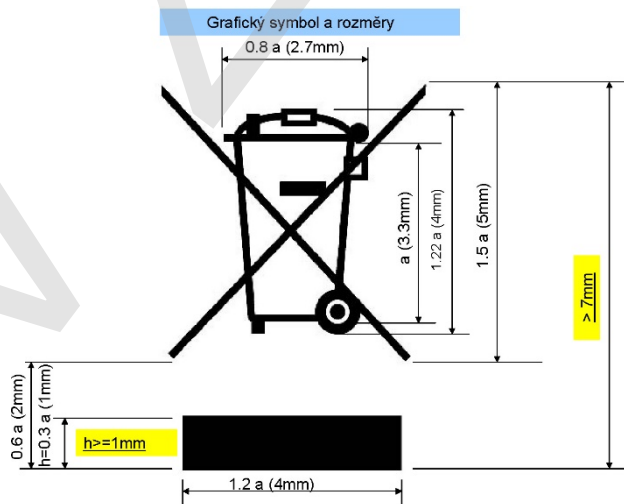 Grafický symbol a rozměry
0.8 a (2.7mm)
a (3.3mm)
1.22 a (4mm)
1.5 a (5mm)
> 7mm
0.6 a (2mm)
h=0.3 a (1mm)
h>=1mm
1.2 a (4mm)